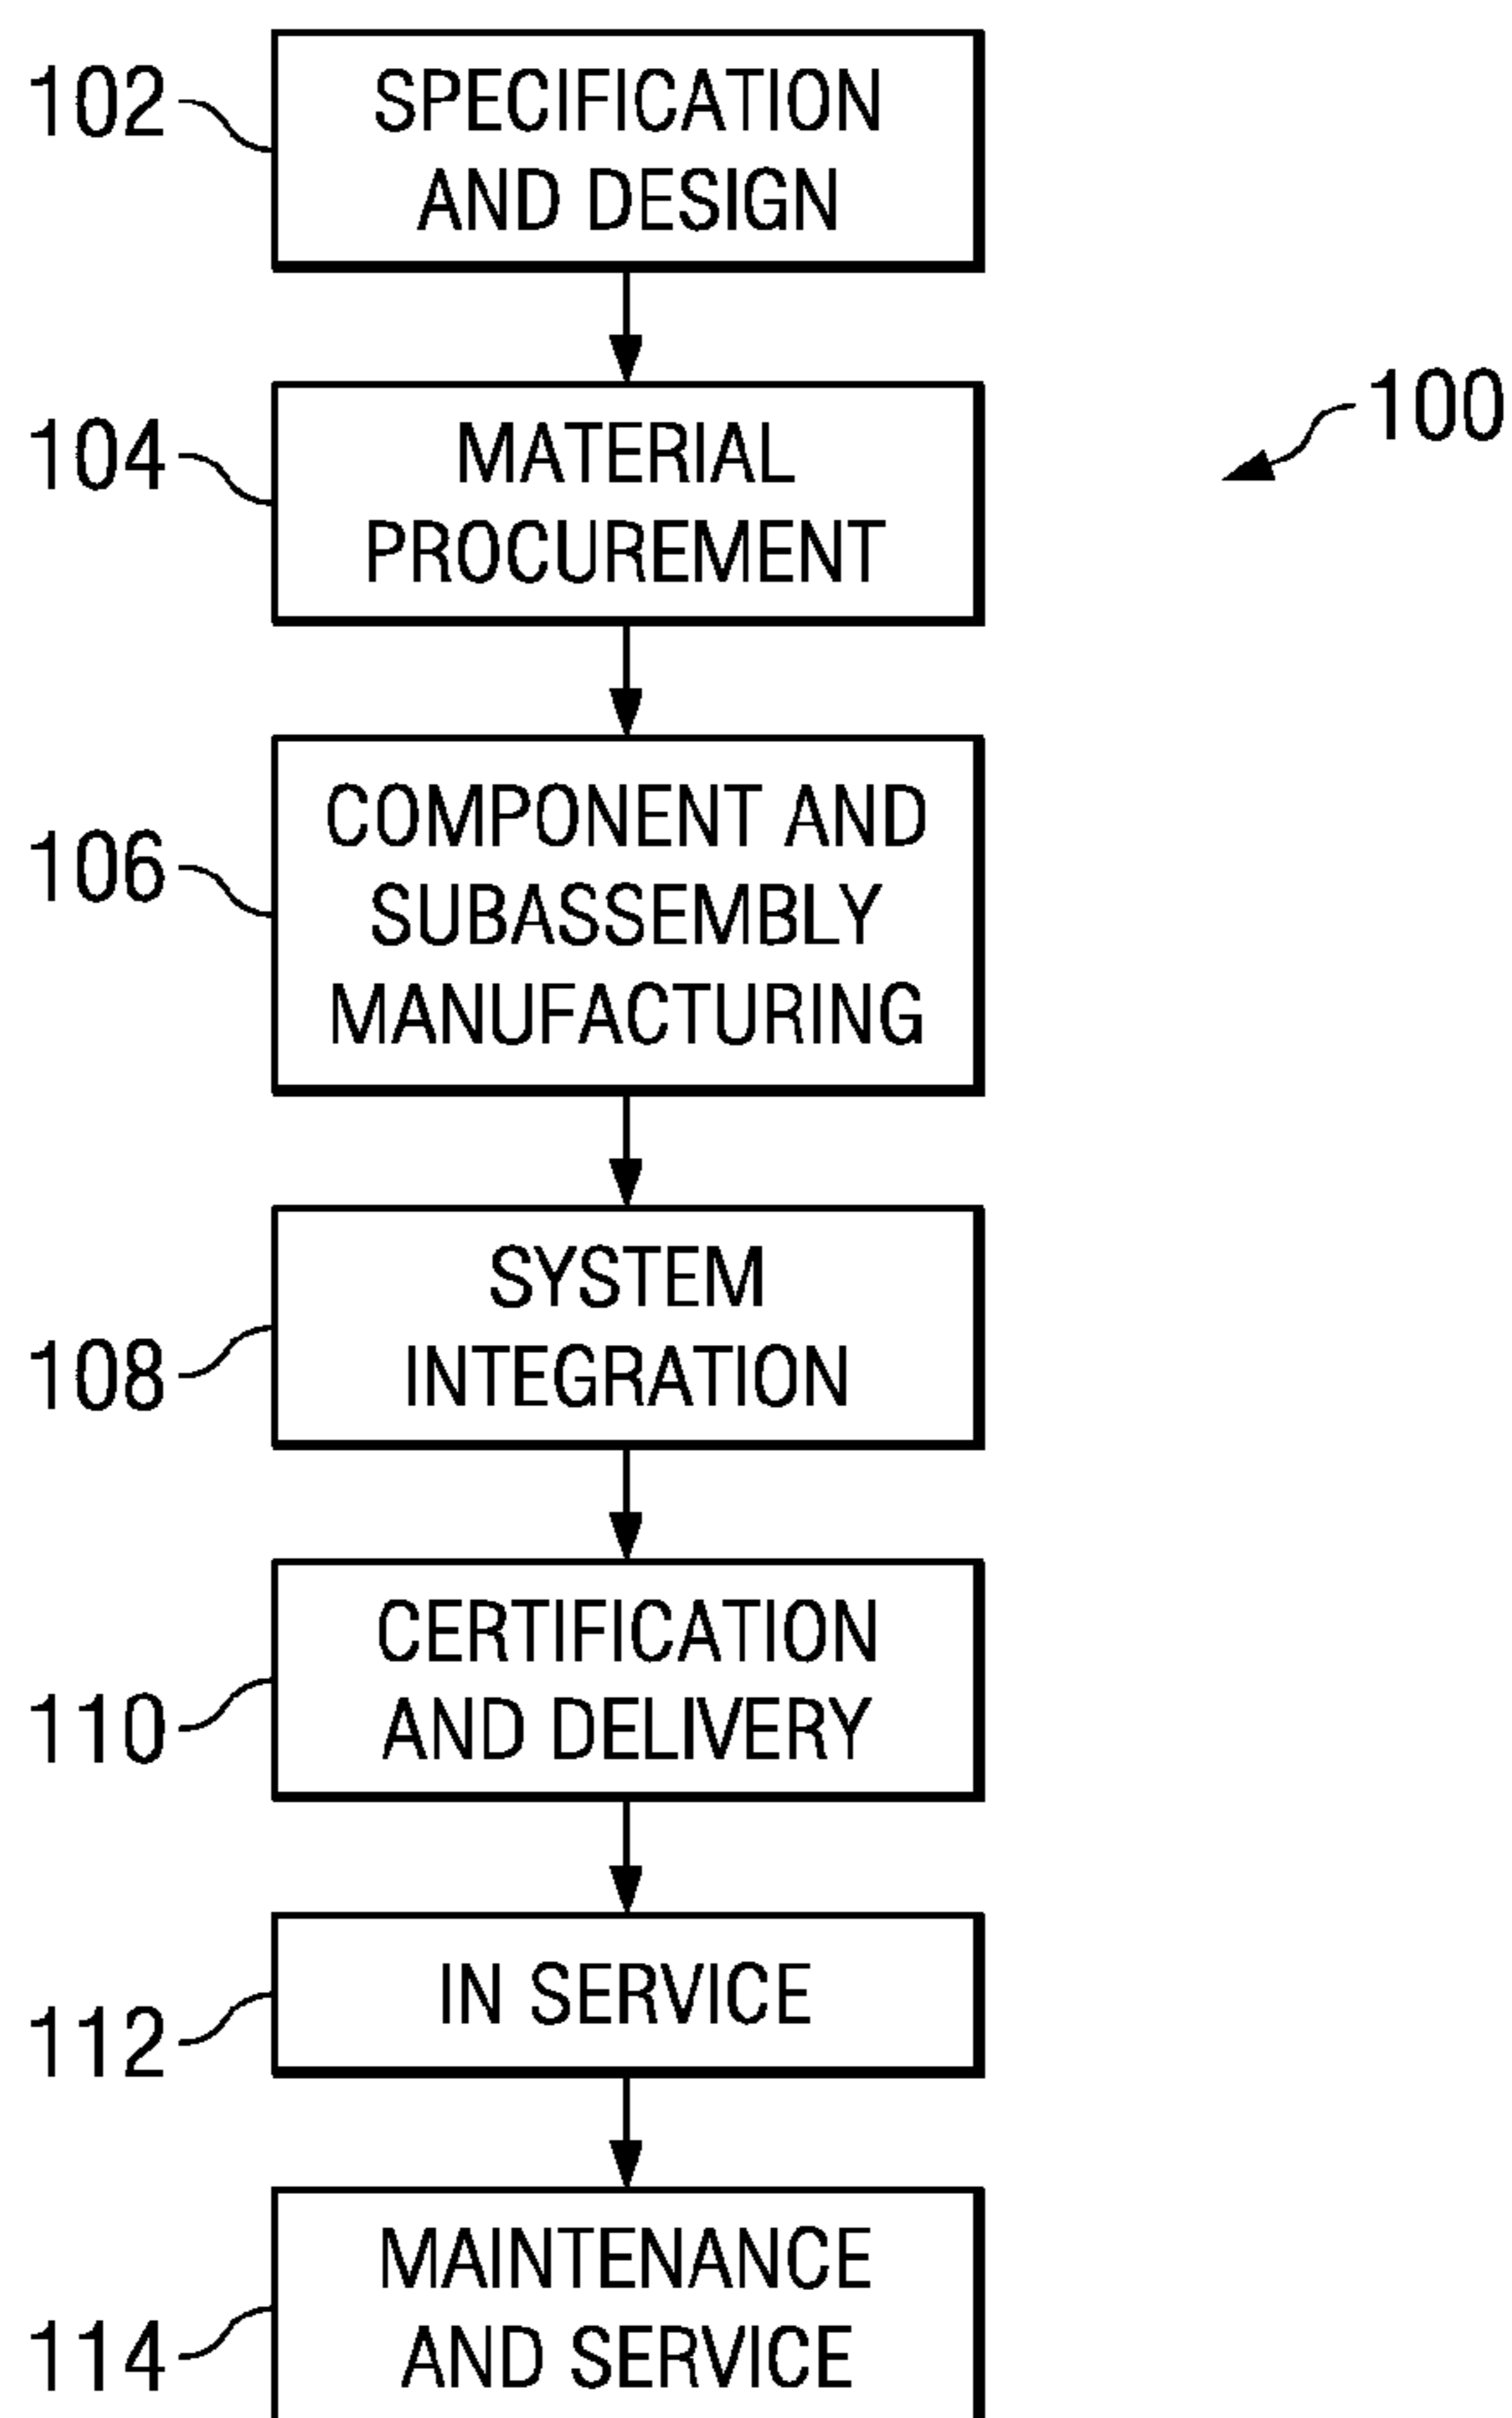 102
SPECIFICATION
AND DESIGN
100
104
MATERIAL
PROCUREMENT
106
COMPONENT AND
SUBASSEMBLY
MANUFACTURING
108
SYSTEM
INTEGRATION
110
CERTIFICATION
AND DELIVERY
112
IN SERVICE
114
MAINTENANCE
AND SERVICE